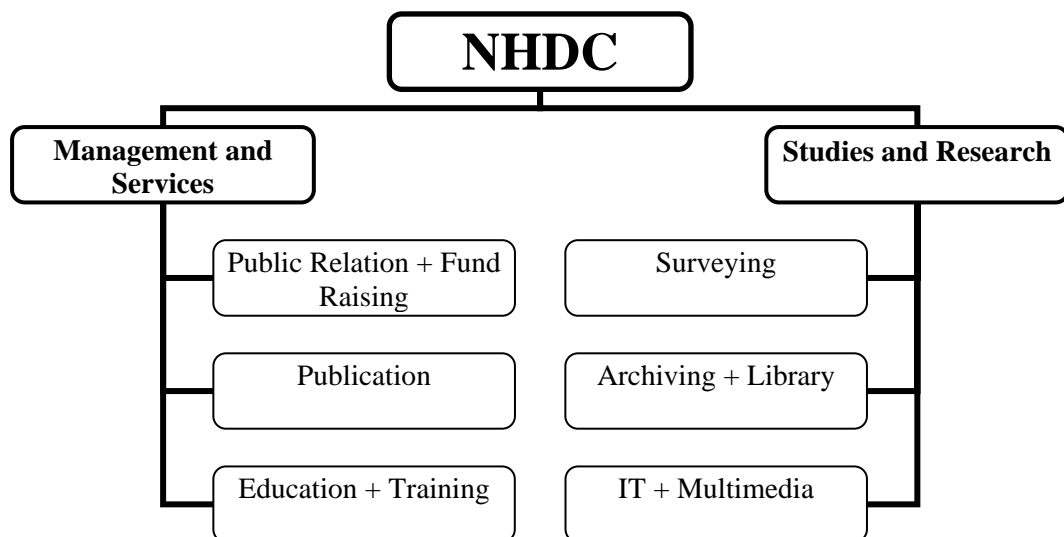 NHDC
Management and
Services
Studies and Research
Public Relation + Fund
Raising
Surveying
Publication
Archiving + Library
Education + Training
IT + Multimedia